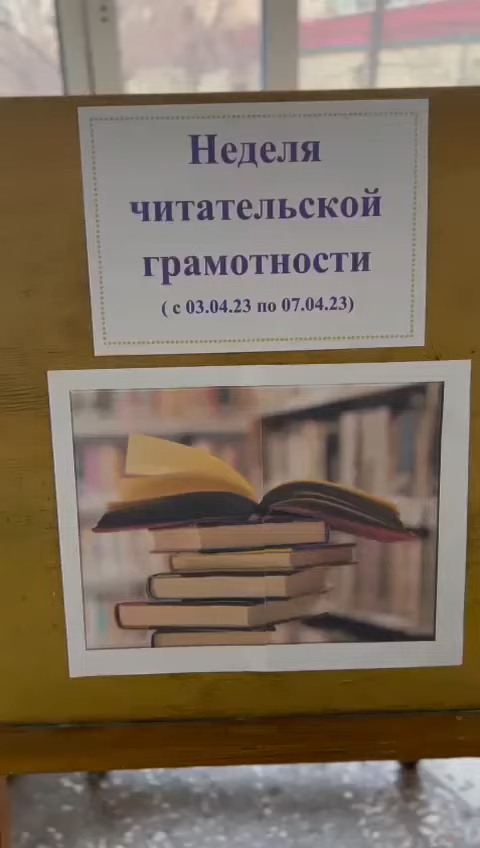 Неделя
читательской
грамотности
( с 03.04.23 по 07.04.23)